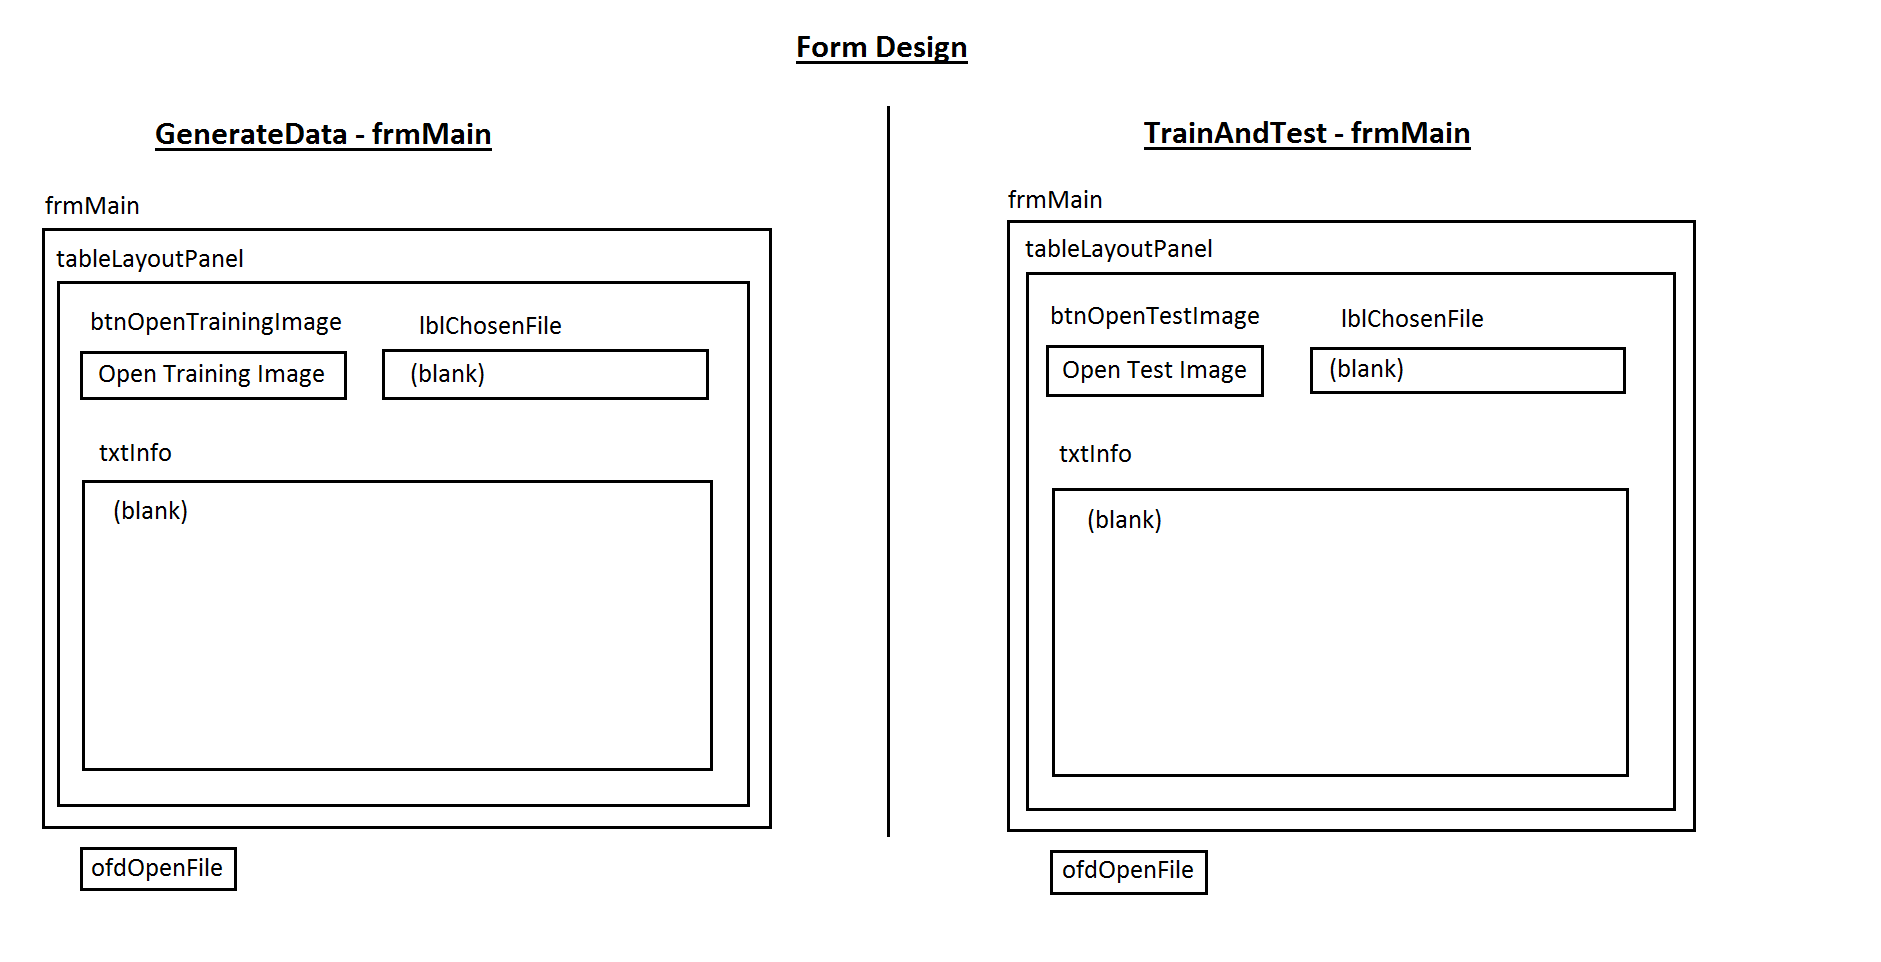 Form Design
GenerateData - frmMain
frmMain
tableLayoutPanel
btnOpenTrainingImage
lblChosenFile
Open Training Image
(blank)
txtInfo
(blank)
ofdOpenFile
TrainAndTest - frmMain
frmMain
tableLayoutPanel
btnOpenTestImage
lblChosenFile
Open Test Image
(blank)
txtInfo
(blank)
ofdOpenFile